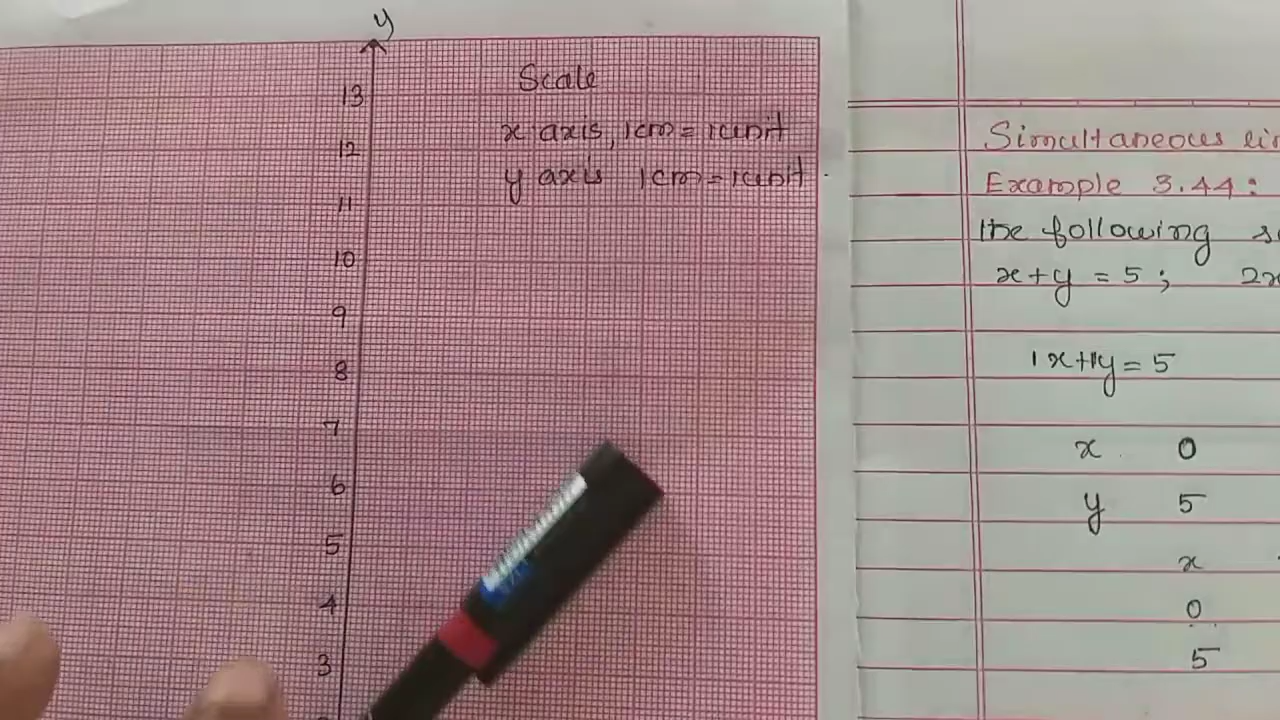 y
Scale
x axis, 1cm = 1unit
y axis 1cm = 1unit
13
12
11
10
9
8
7
6
5
4
3
Simultaneous
Example 3.44:
The following
x+y = 5 ; 2x
1x+1y = 5
x 0
y 5
x
0
5